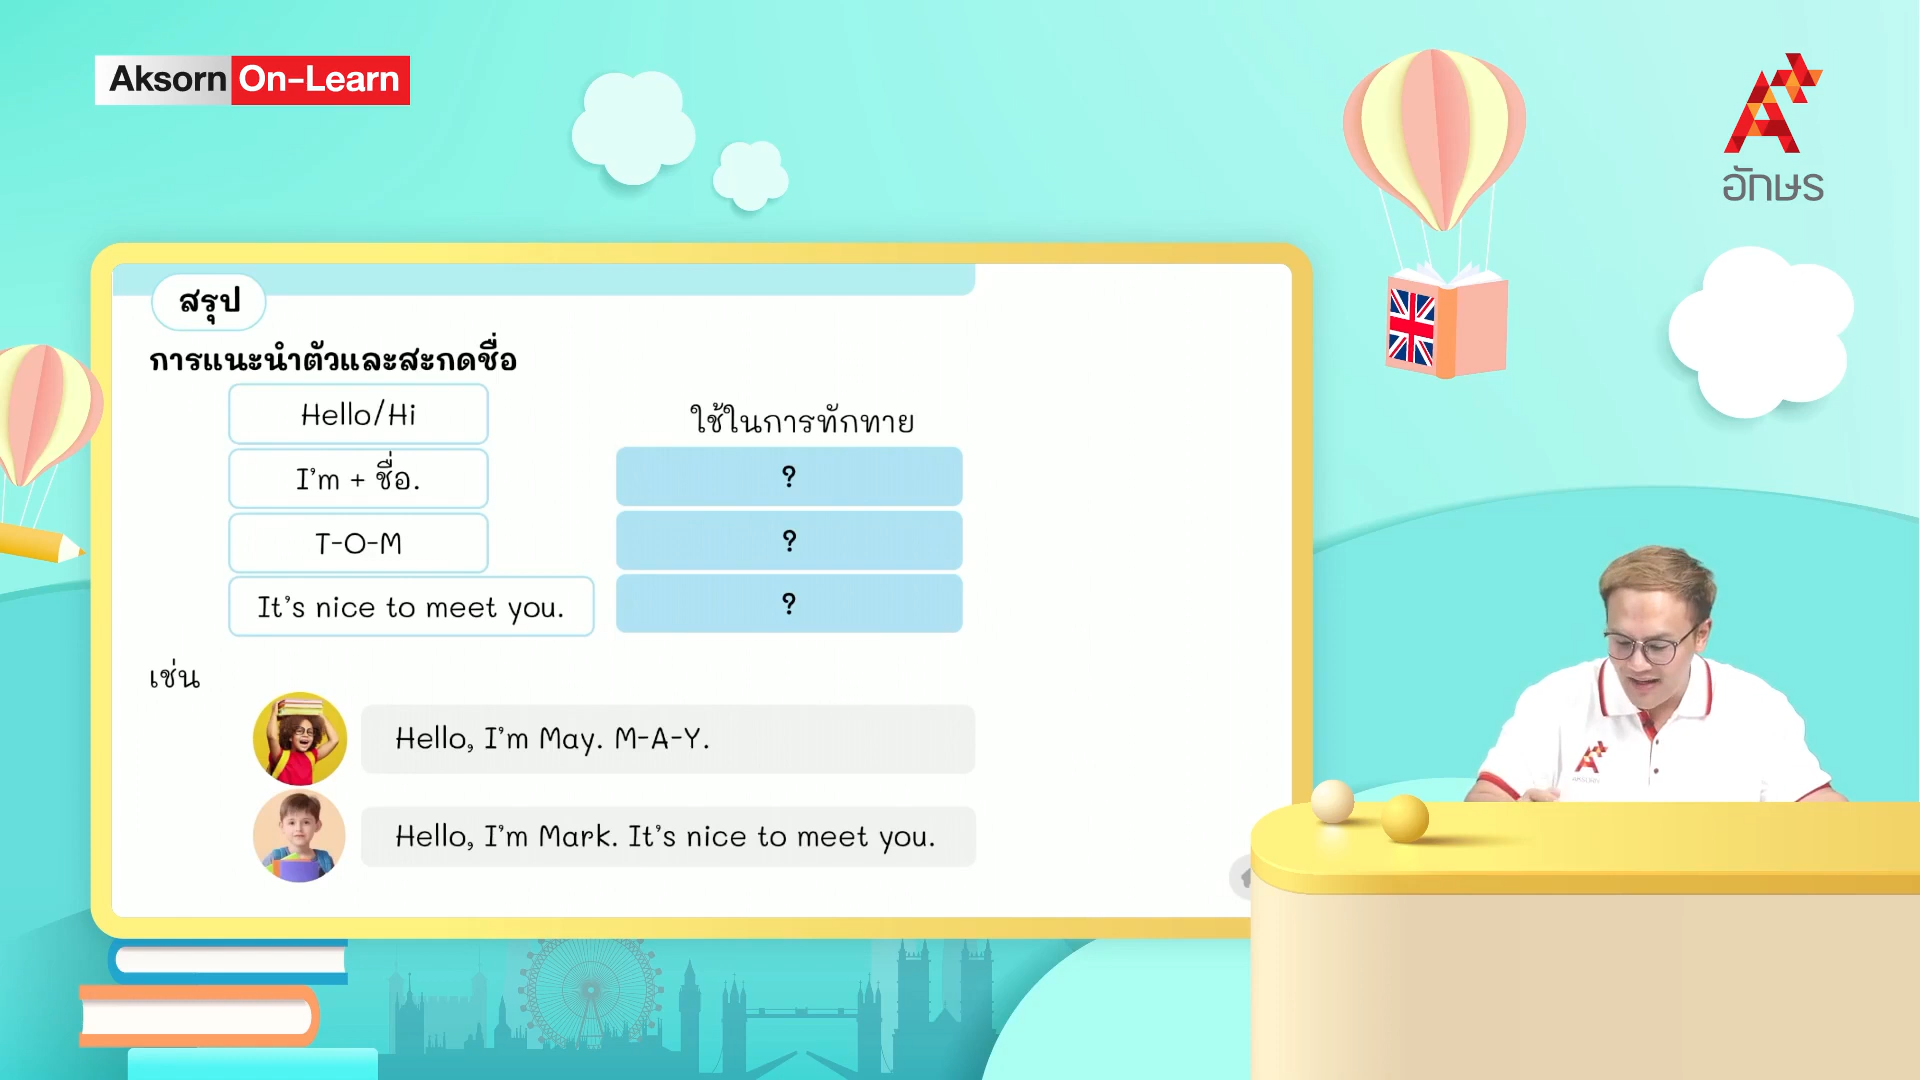 Aksorn On-Learn
อักษร
สรุป
การแนะนำตัวและสะกดชื่อ
Hello/Hi
ใช้ในการทักทาย
I'm + ชื่อ.
?
T-O-M
?
It's nice to meet you.
?
เช่น
Hello, I'm May. M-A-Y.
Hello, I'm Mark. It's nice to meet you.